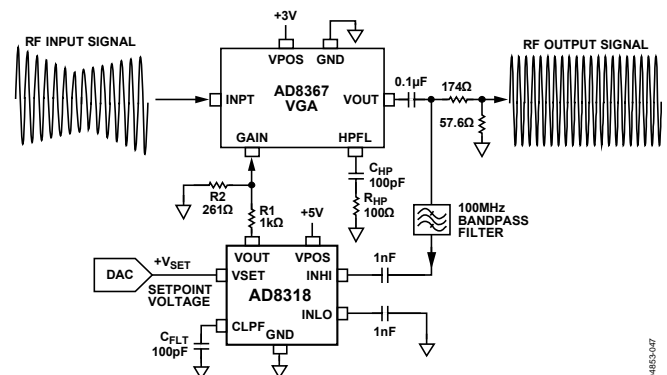 +3V
RF INPUT SIGNAL
RF OUTPUT SIGNAL
VPOS
GND
AD8367
VGA
INPT
VOUT
GAIN
HPFL
0.1µF
174Ω
57.6Ω
CHP
100pF
RHP
100Ω
R2
261Ω
R1
1kΩ
+5V
100MHz
BANDPASS
FILTER
VOUT
VPOS
DAC
+VSET
SETPOINT
VOLTAGE
VSET
INHI
1nF
AD8318
INLO
1nF
CLPF
GND
CFLT
100pF
04853-047